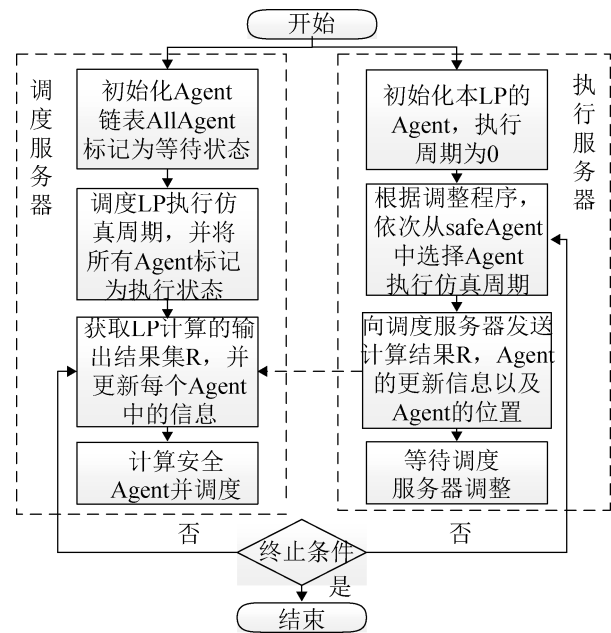 开始
调度服务器
初始化Agent
链表AllAgent
标记为等待状态
调度LP执行仿
真周期，并将
所有Agent标记
为执行状态
获取LP计算的输
出结果集R，并
更新每个Agent
中的信息
计算安全
Agent并调度
执行服务器
初始化本LP的
Agent，执行
周期为0
根据调整程序，
依次从safeAgent
中选择Agent
执行仿真周期
向调度服务器发送
计算结果R，Agent
的更新信息以及
Agent的位置
等待调度
服务器调整
否
终止条件
否
是
结束